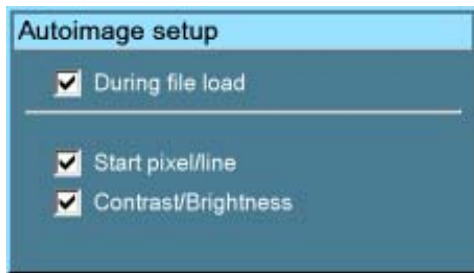 Autoimage setup
During file load
Start pixel/line
Contrast/Brightness